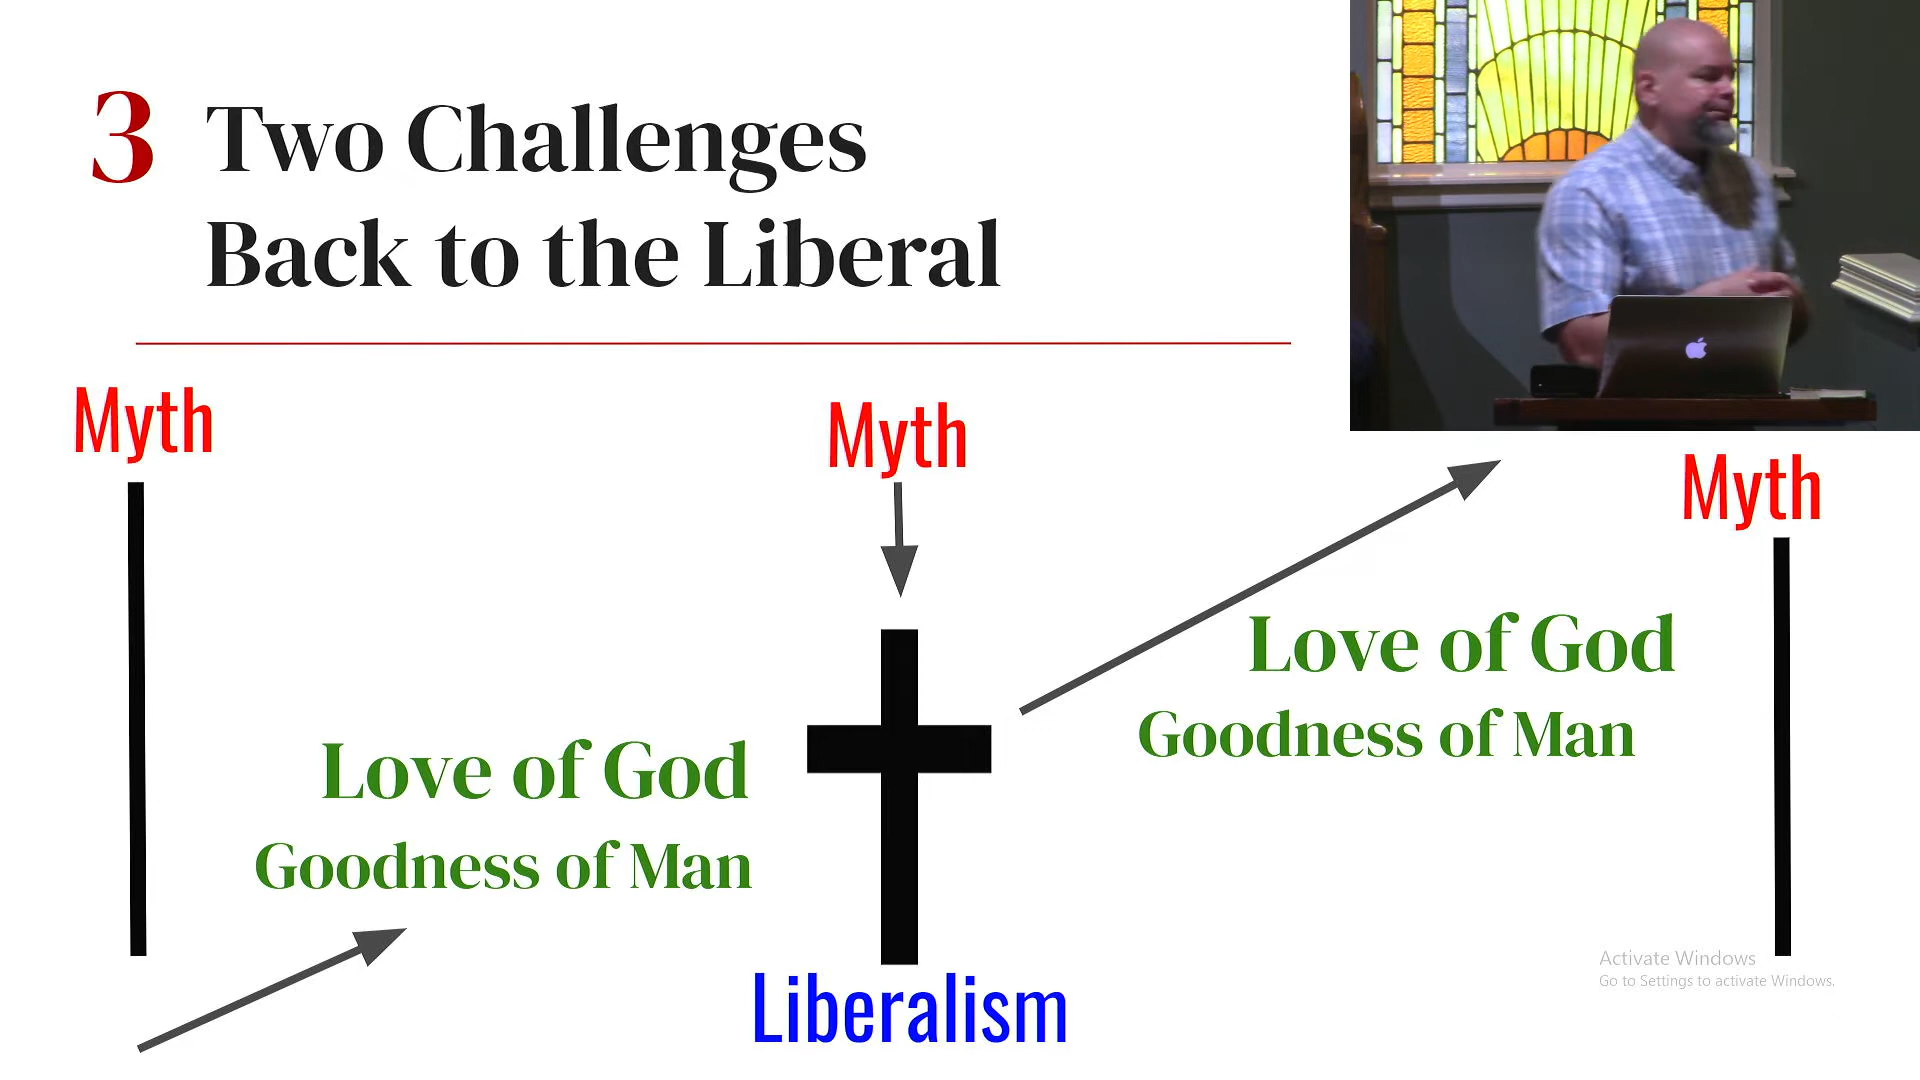 3 Two Challenges
Back to the Liberal
Myth
Myth
Myth
Love of God
Goodness of Man
Love of God
Goodness of Man
Liberalism
Activate Windows
Go to Settings to activate Windows.